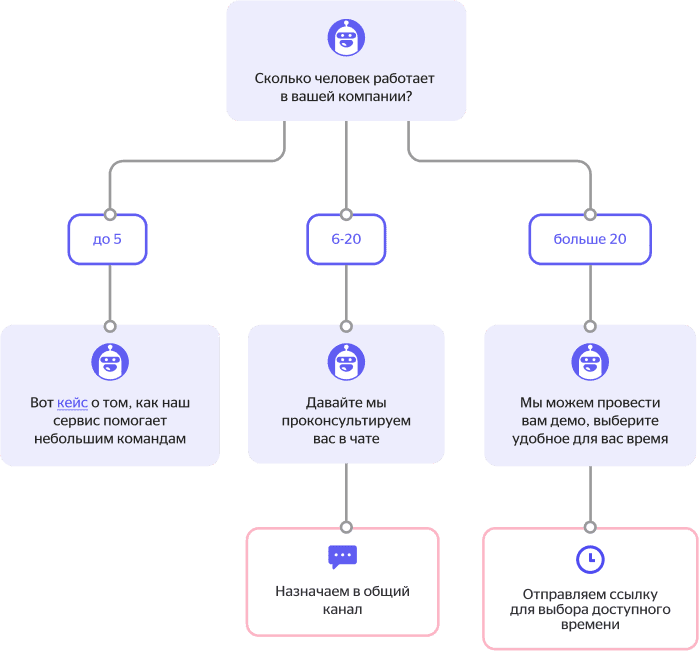 Сколько человек работает
в вашей компании?
до 5
6-20
больше 20
Вот кейс о том, как наш
сервис помогает
небольшим командам
Давайте мы
проконсультируем
вас в чате
Мы можем провести
вам демо, выберите
удобное для вас время
Назначаем в общий
канал
Отправляем ссылку
для выбора доступного
времени